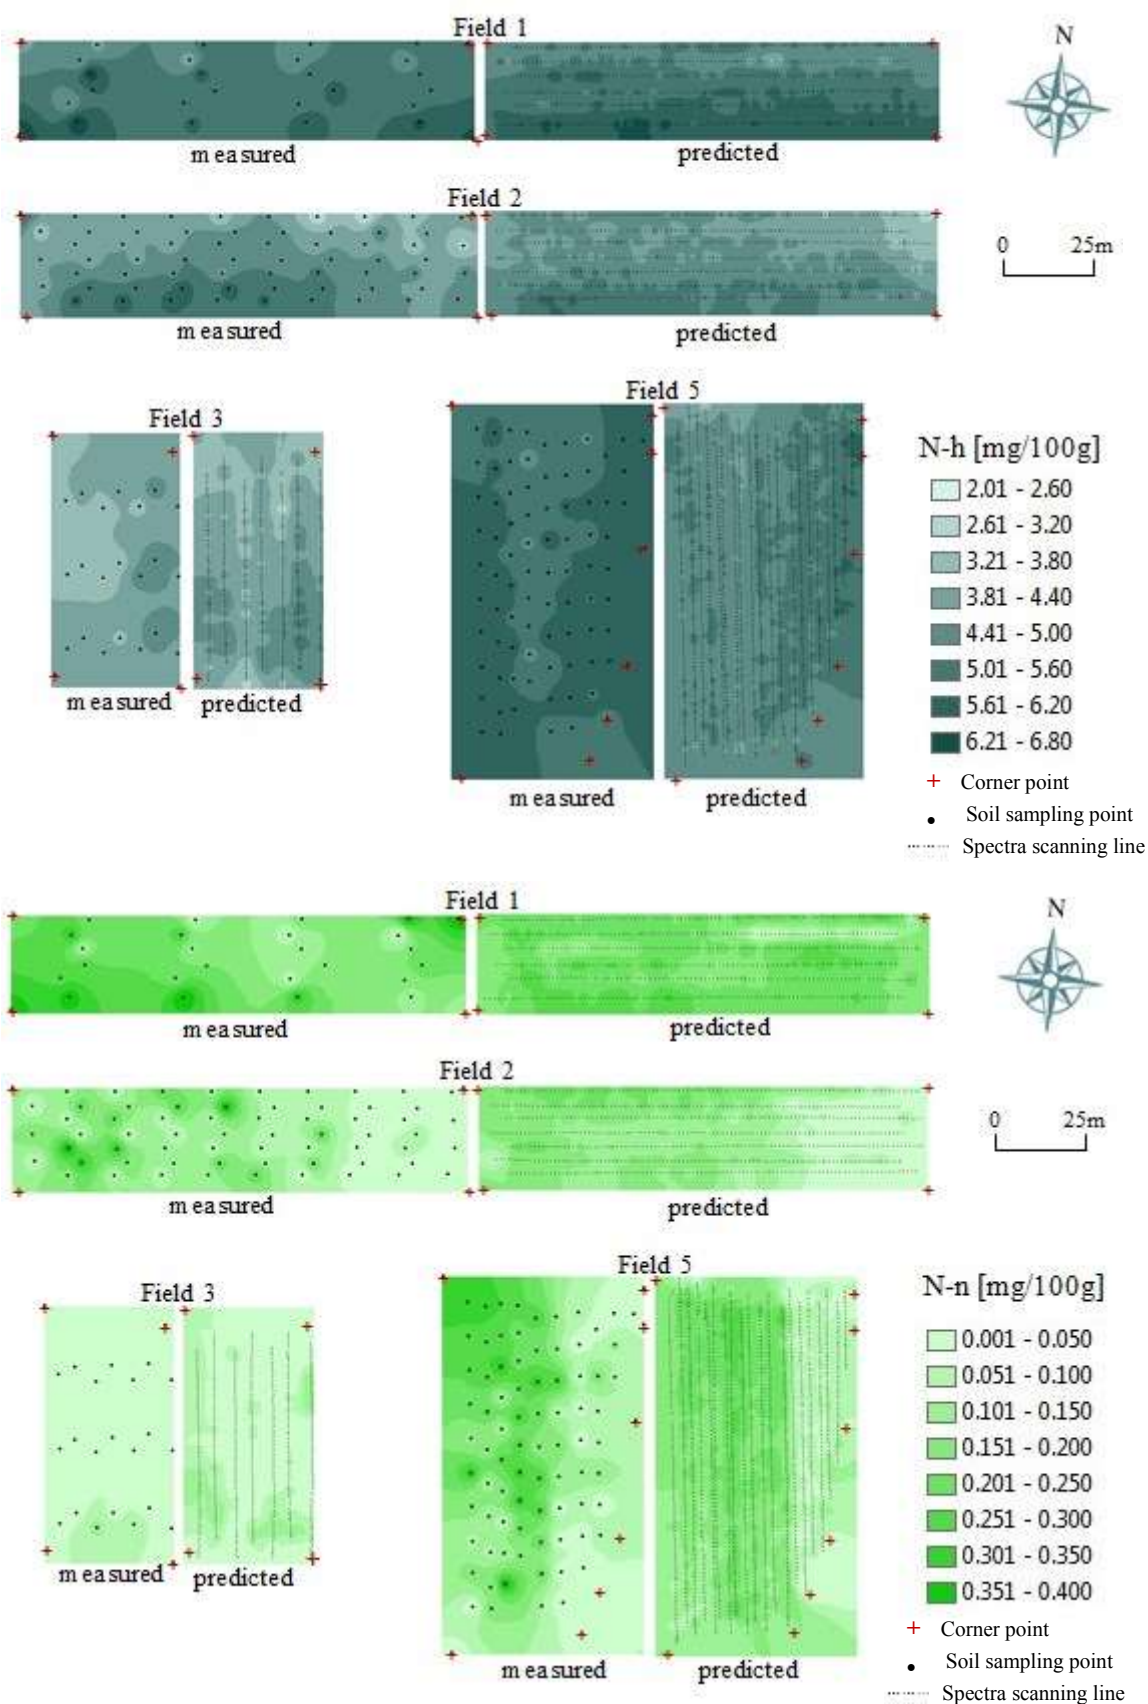 Field 1
N
measured
predicted
Field 2
0 25m
measured
predicted
Field 3
Field 5
measured
predicted
measured
predicted
N-h [mg/100g]
2.01 - 2.60
2.61 - 3.20
3.21 - 3.80
3.81 - 4.40
4.41 - 5.00
5.01 - 5.60
5.61 - 6.20
6.21 - 6.80
Corner point
Soil sampling point
Spectra scanning line
Field 1
N
measured
predicted
Field 2
0 25m
measured
predicted
Field 3
Field 5
measured
predicted
measured
predicted
N-n [mg/100g]
0.001 - 0.050
0.051 - 0.100
0.101 - 0.150
0.151 - 0.200
0.201 - 0.250
0.251 - 0.300
0.301 - 0.350
0.351 - 0.400
Corner point
Soil sampling point
Spectra scanning line